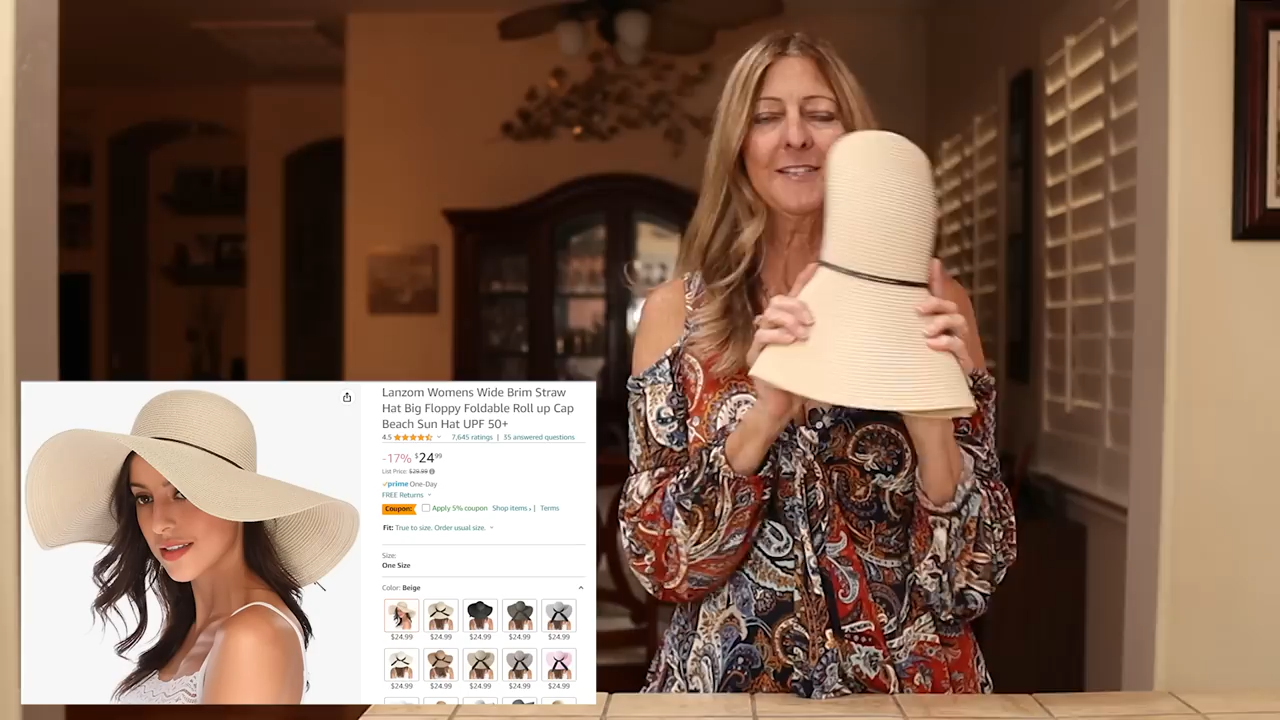 Lanzom Womens Wide Brim Straw
Hat Big Floppy Foldable Roll up Cap
Beach Sun Hat UPF 50+
4.5 7,645 ratings | 35 answered questions
-17% $24.99
List Price: $29.99
prime One-Day
FREE Returns
Coupon: Apply 5% coupon Shop items | Terms
Fit: True to size. Order usual size.
Size:
One Size
Color: Beige
$24.99 $24.99 $24.99 $24.99 $24.99
$24.99 $24.99 $24.99 $24.99 $24.99